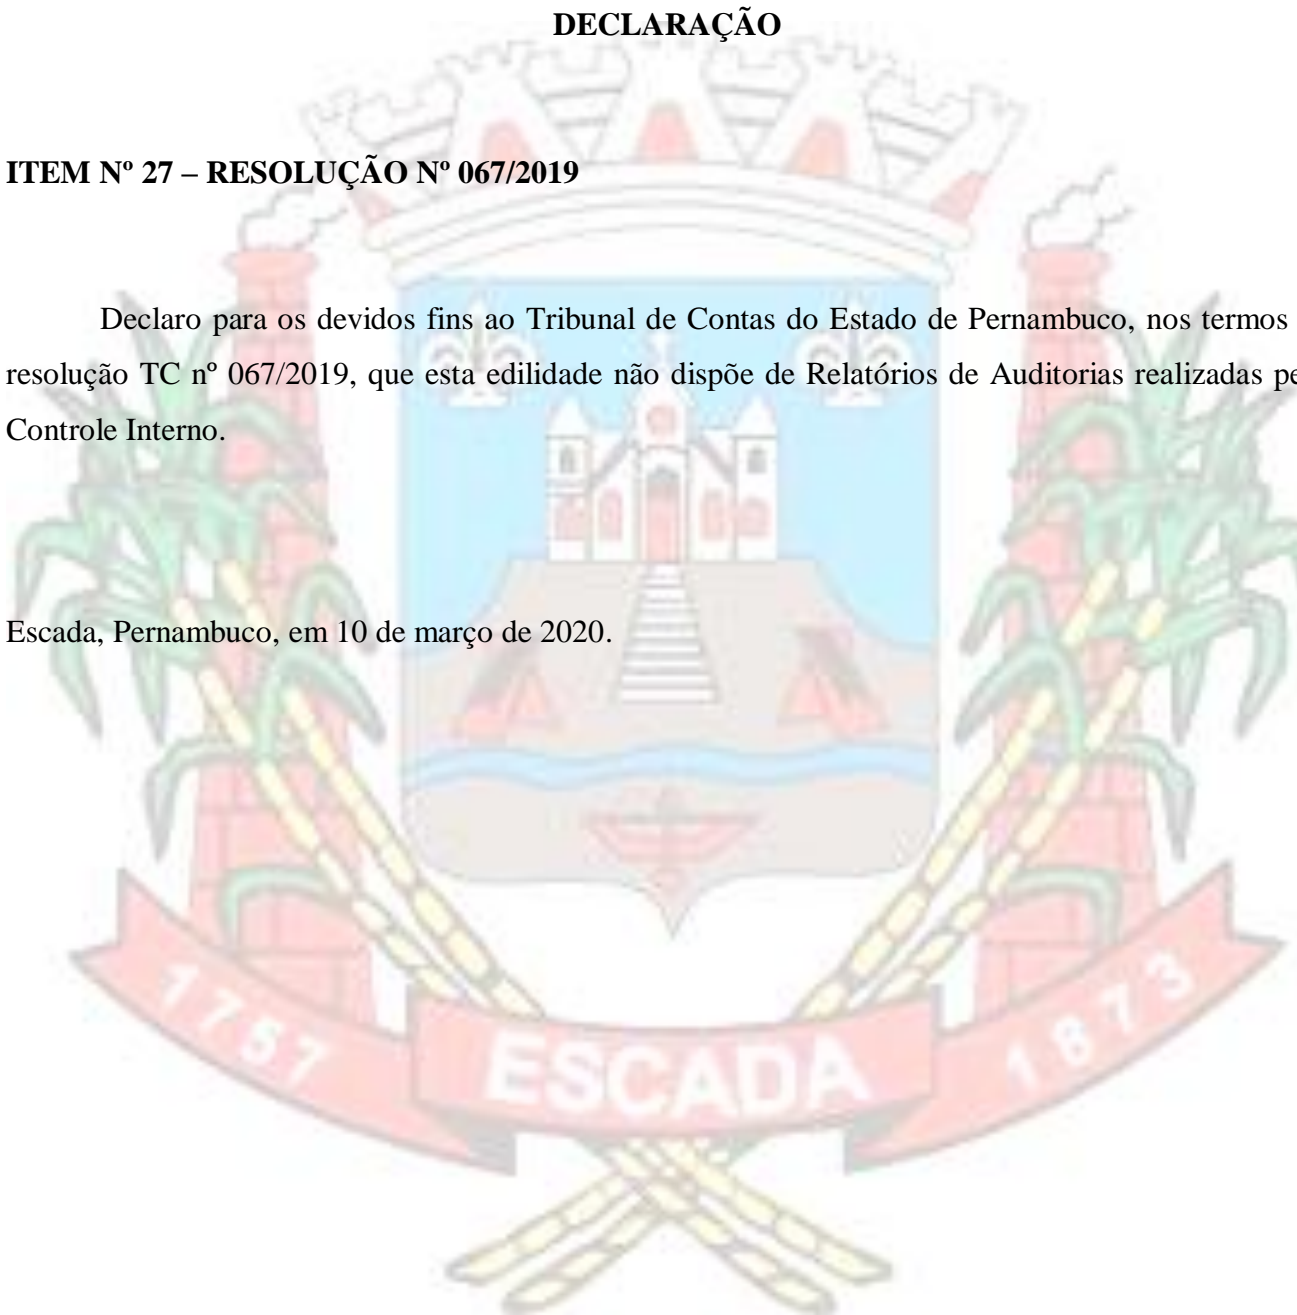 DECLARAÇÃO
ITEM Nº 27 – RESOLUÇÃO Nº 067/2019
Declaro para os devidos fins ao Tribunal de Contas do Estado de Pernambuco, nos termos
resolução TC nº 067/2019, que esta edilidade não dispõe de Relatórios de Auditorias realizadas
Controle Interno.
Escada, Pernambuco, em 10 de março de 2020.
1757
ESCADA
1873